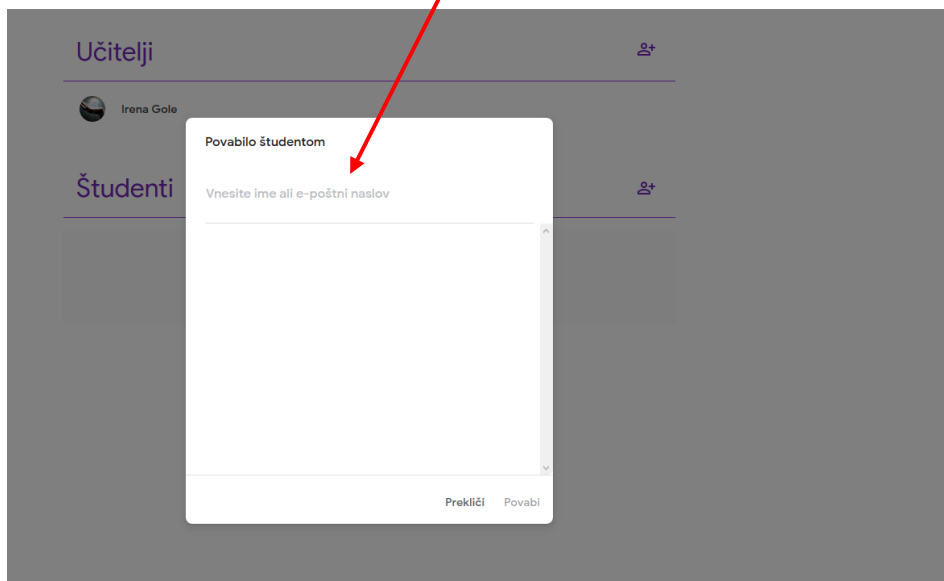 Učitelji
Irena Gole
Povabilo študentom
Študenti
Vnesite ime ali e-poštni naslov
Prekliči Povabi